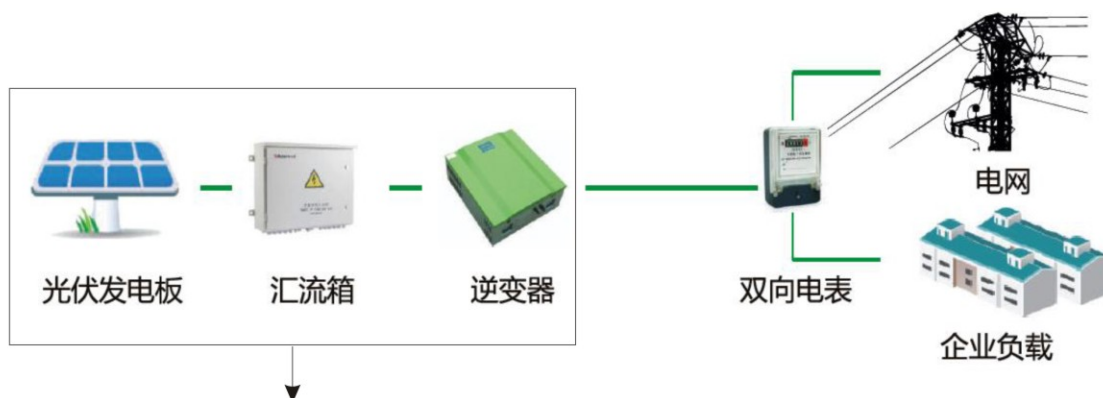 电网
光伏发电板
汇流箱
逆变器
双向电表
企业负载